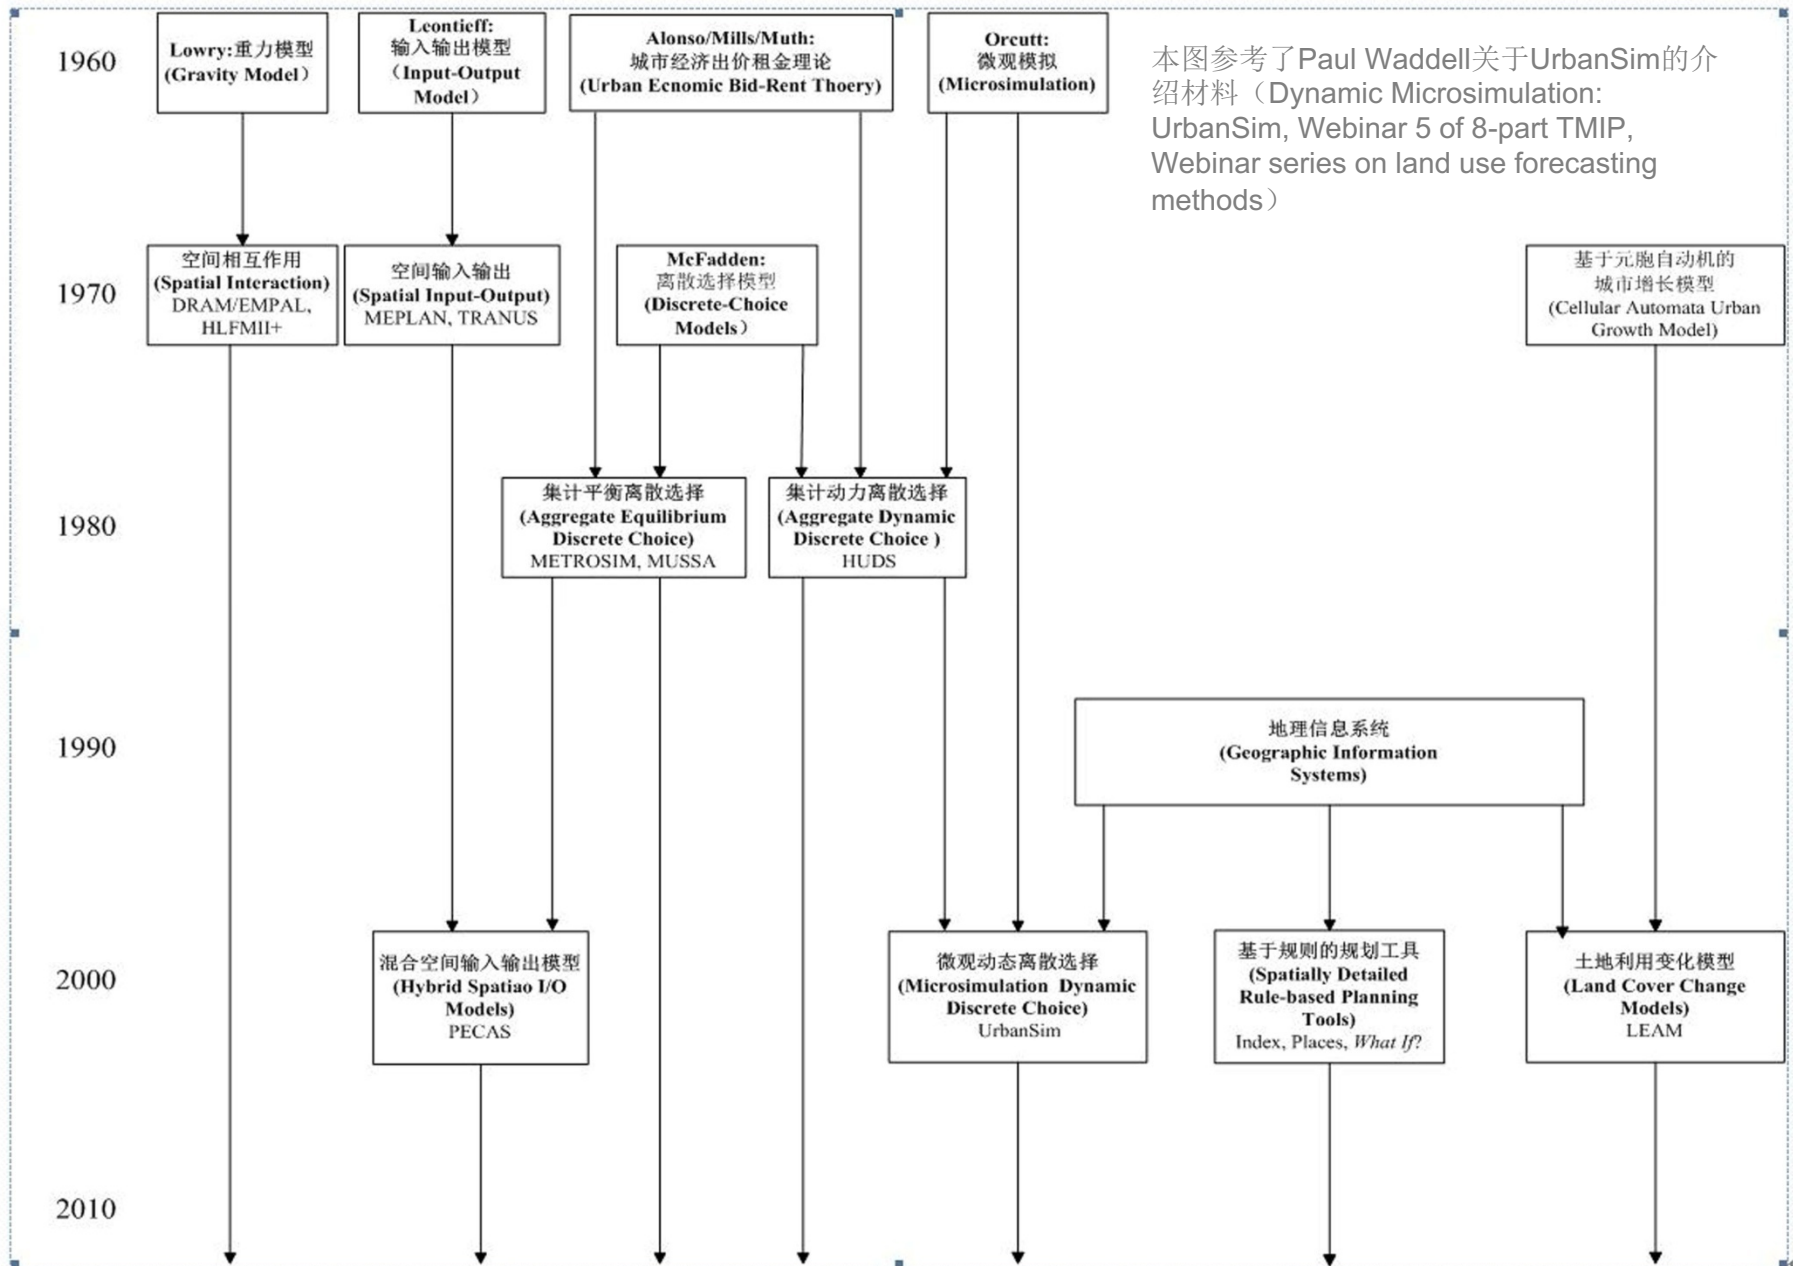 1960
Lowry:重力模型
(Gravity Model）
Leontieff:
输入输出模型
（Input-Output
Model）
Alonso/Mills/Muth:
城市经济出价租金理论
(Urban Ecnomic Bid-Rent Thoery)
Orcutt:
微观模拟
(Microsimulation)
本图参考了Paul Waddell关于UrbanSim的介
绍材料（Dynamic Microsimulation:
UrbanSim, Webinar 5 of 8-part TMIP,
Webinar series on land use forecasting
methods）
1970
空间相互作用
(Spatial Interaction)
DRAM/EMPAL,
HLFMII+
空间输入输出
(Spatial Input-Output)
MEPLAN, TRANUS
McFadden:
离散选择模型
(Discrete-Choice
Models）
基于元胞自动机的
城市增长模型
(Cellular Automata Urban
Growth Model)
1980
集计平衡离散选择
(Aggregate Equilibrium
Discrete Choice)
METROSIM, MUSSA
集计动力离散选择
(Aggregate Dynamic
Discrete Choice )
HUDS
1990
地理信息系统
(Geographic Information
Systems)
2000
混合空间输入输出模型
(Hybrid Spatiao I/O
Models)
PECAS
微观动态离散选择
(Microsimulation Dynamic
Discrete Choice)
UrbanSim
基于规则的规划工具
(Spatially Detailed
Rule-based Planning
Tools)
Index, Places, What If?
土地利用变化模型
(Land Cover Change
Models)
LEAM
2010